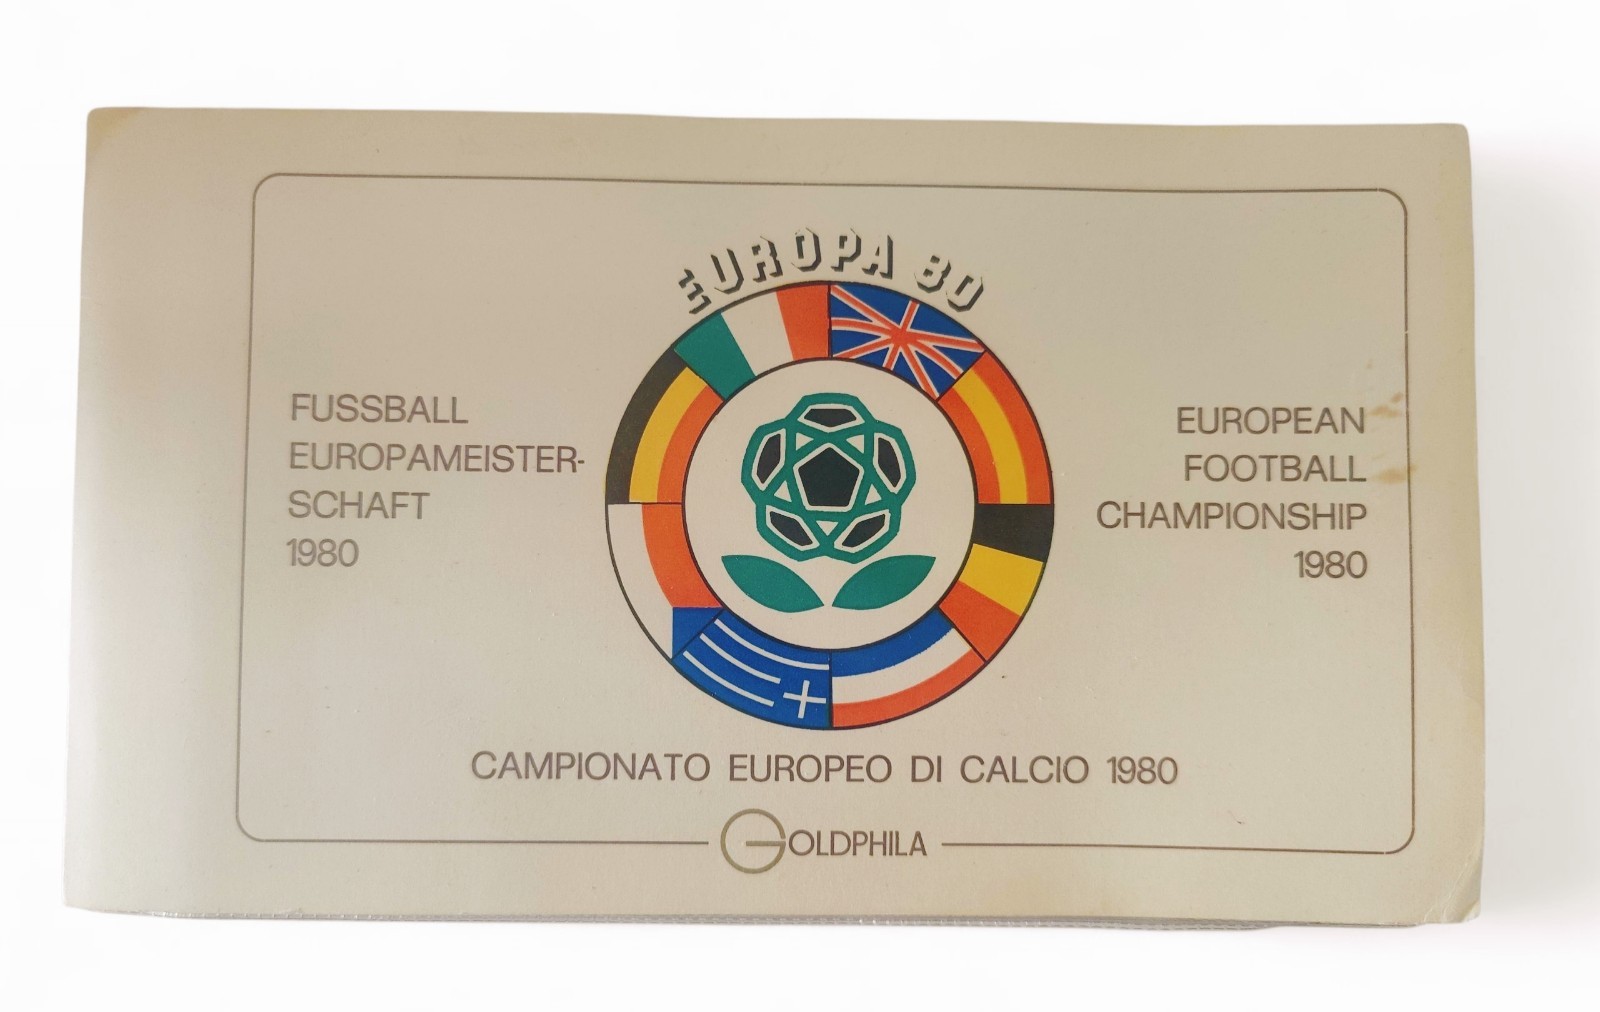 EUROPA 80
FUSSBALL
EUROPAMEISTER-
SCHAFT
1980
EUROPEAN
FOOTBALL
CHAMPIONSHIP
1980
CAMPIONATO EUROPEO DI CALCIO 1980
GOLDPHILA